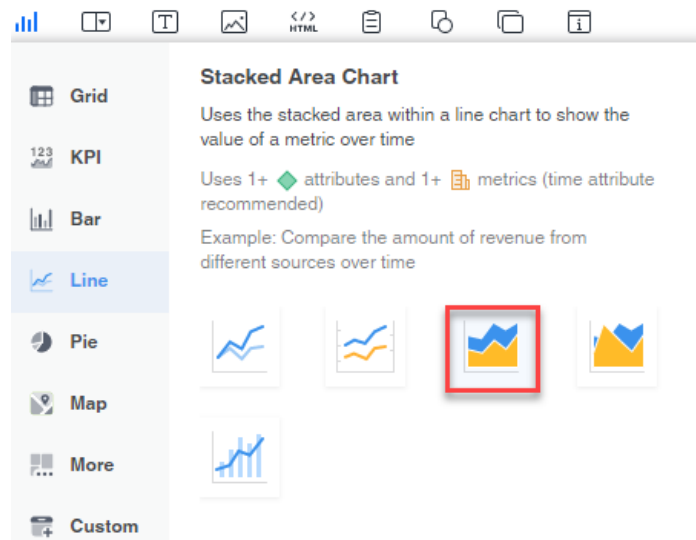 T
</>
HTML
i
Stacked Area Chart
Uses the stacked area within a line chart to show the
value of a metric over time
Uses 1+ attributes and 1+ metrics (time attribute
recommended)
Example: Compare the amount of revenue from
different sources over time
Grid
123
KPI
Bar
Line
Pie
Map
More
Custom